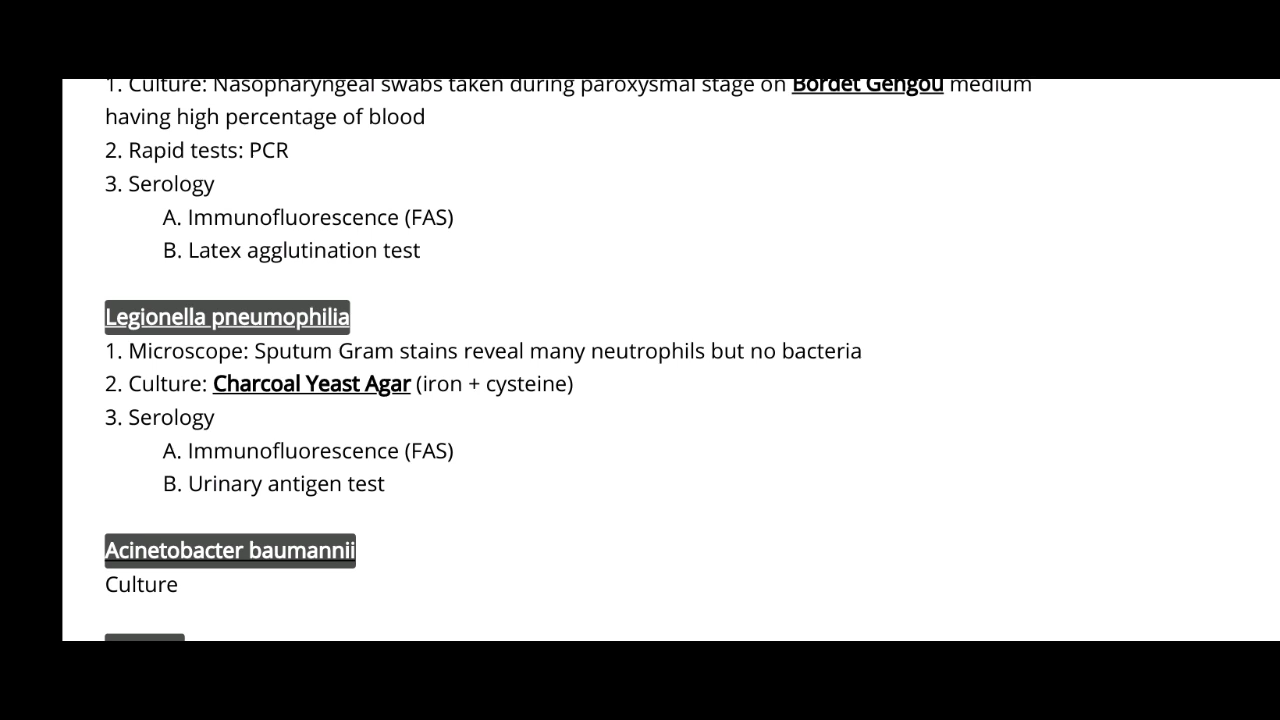 1. Culture: Nasopharyngeal swabs taken during paroxysmal stage on Bordet Gengou medium
having high percentage of blood
2. Rapid tests: PCR
3. Serology
A. Immunofluorescence (FAS)
B. Latex agglutination test
Legionella pneumophilia
1. Microscope: Sputum Gram stains reveal many neutrophils but no bacteria
2. Culture: Charcoal Yeast Agar (iron + cysteine)
3. Serology
A. Immunofluorescence (FAS)
B. Urinary antigen test
Acinetobacter baumannii
Culture